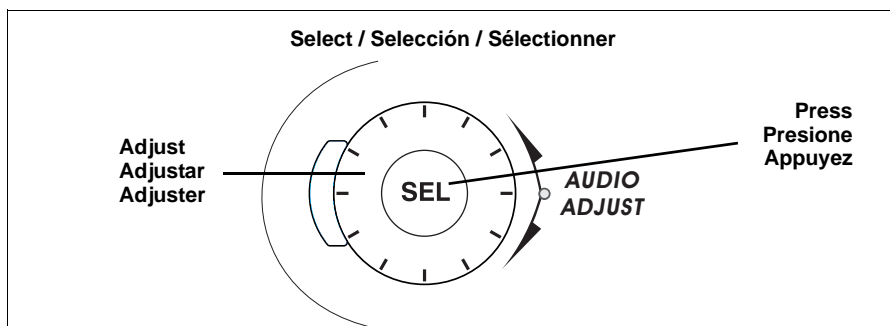 Select / Selección / Sélectionner
Adjust
Adjustar
Adjuster
Press
Presione
Appuyez
SEL
AUDIO
ADJUST